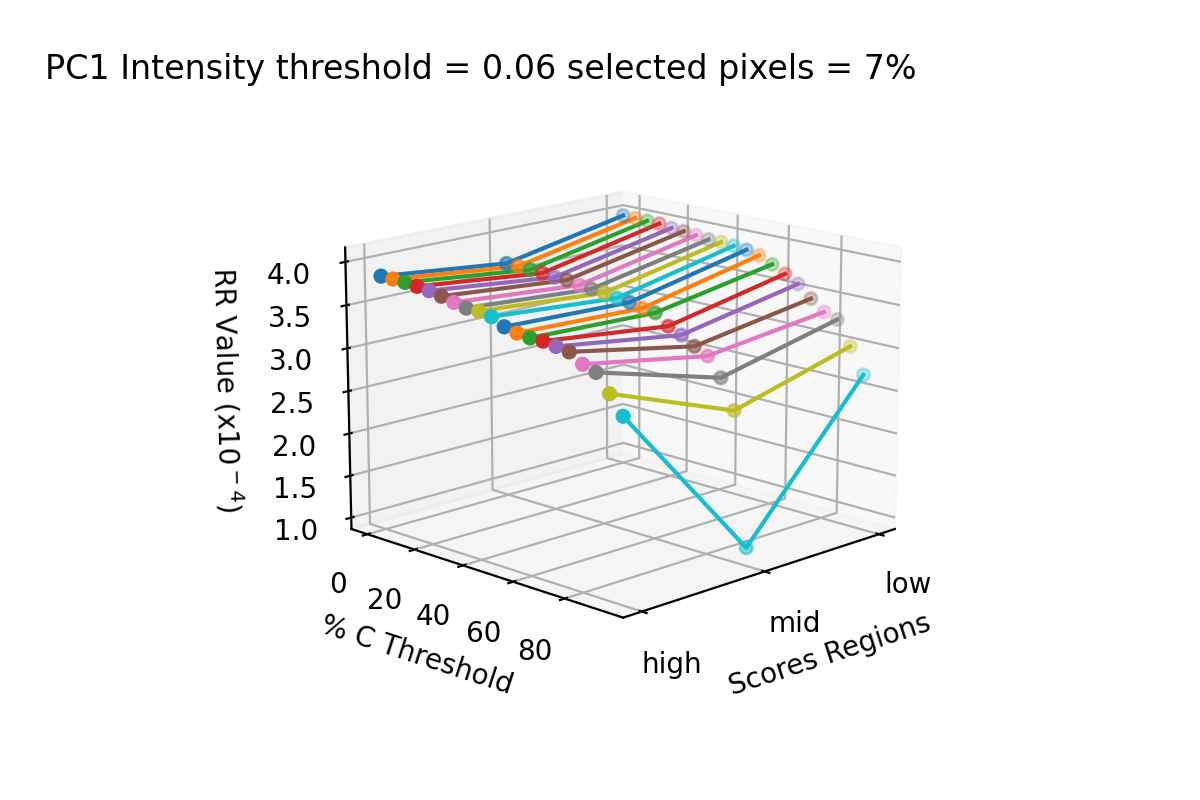 PC1 Intensity threshold = 0.06 selected pixels = 7%
RR Value (x10⁻⁴)
4.0
3.5
3.0
2.5
2.0
1.5
1.0
0
20
40
60
80
% C Threshold
high
mid
low
Scores Regions